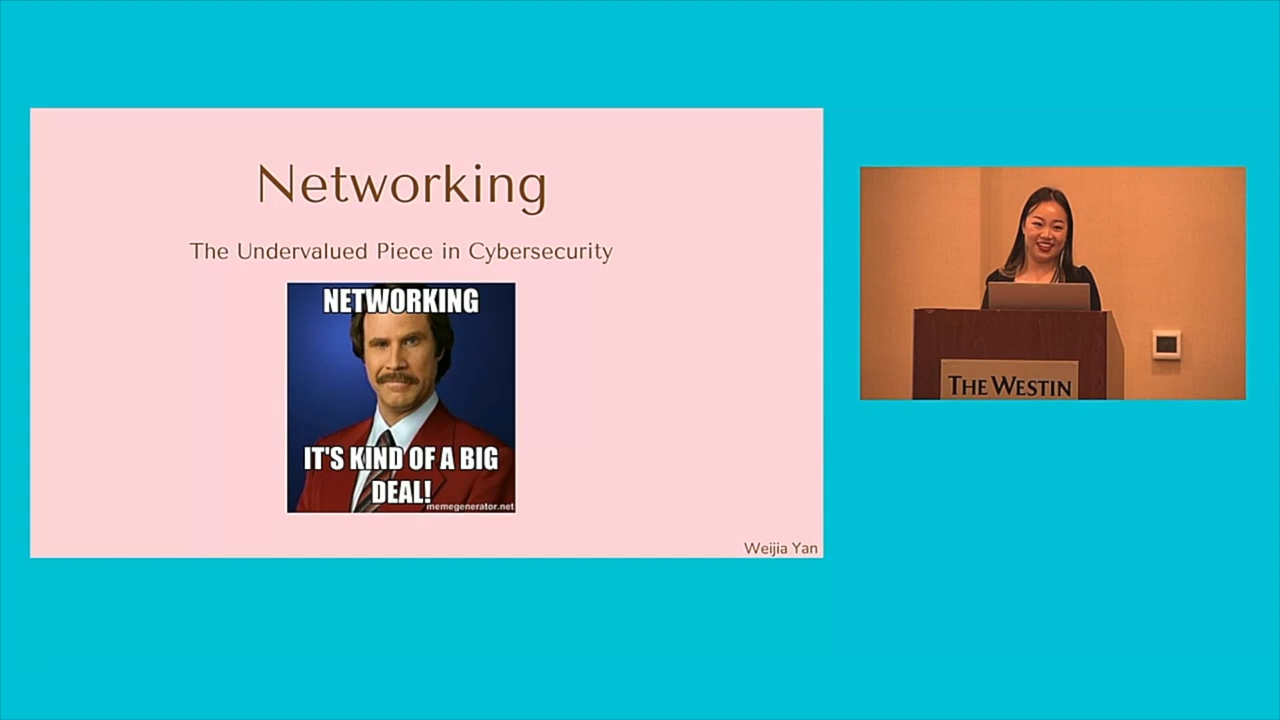 Networking
The Undervalued Piece in Cybersecurity
NETWORKING
IT'S KIND OF A BIG
DEAL!
memegenerator.net
Weijia Yan
THE WESTIN